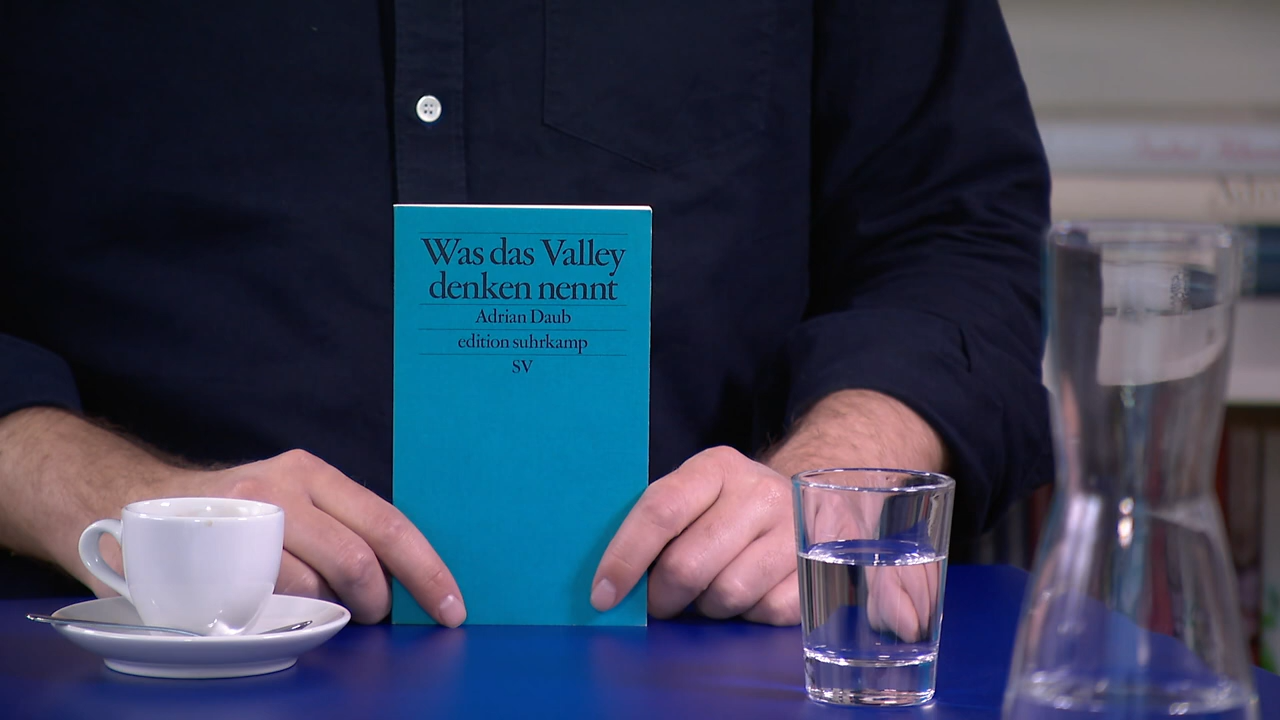 Was das Valley
denken nennt
Adrian Daub
edition suhrkamp
SV